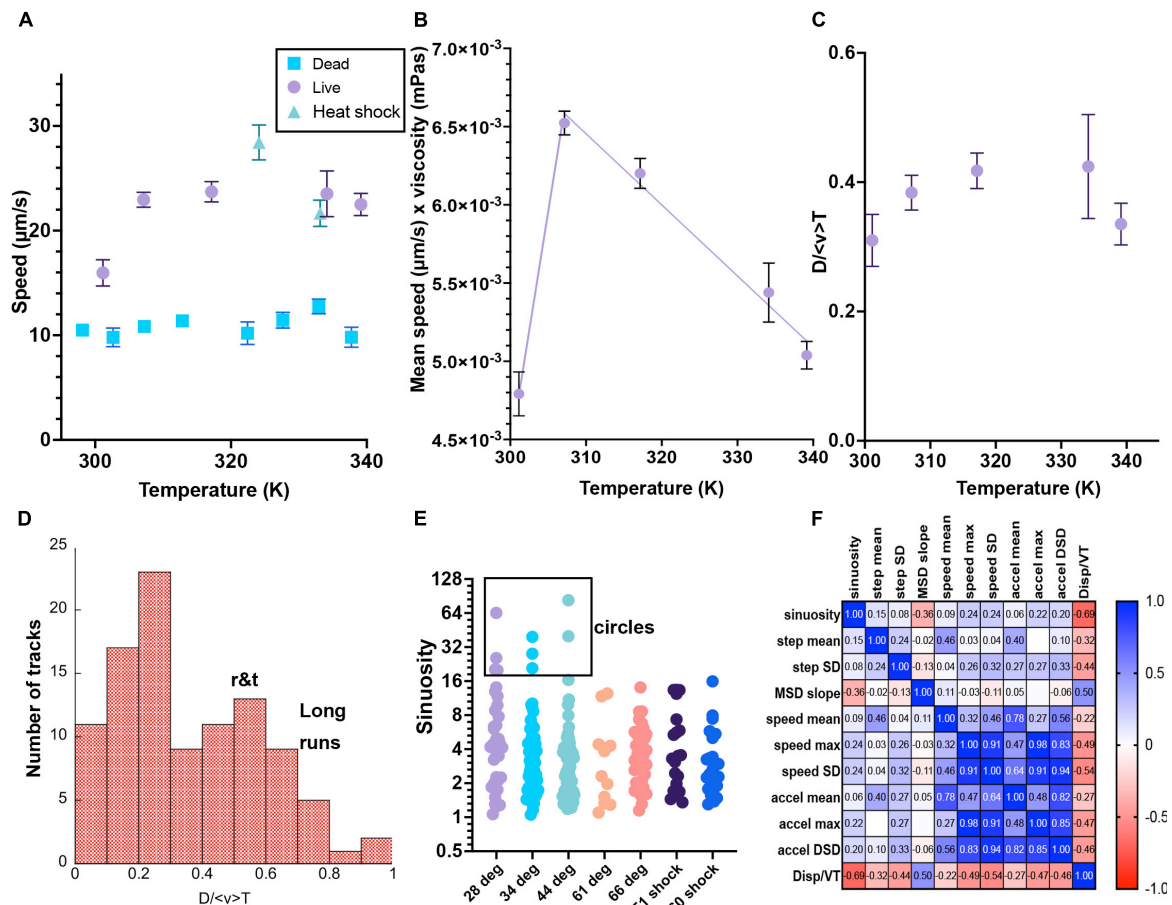 A
Speed (μm/s)
30
20
10
0
300
320
340
Temperature (K)
Dead
Live
Heat shock
B
Mean speed (μm/s) x viscosity (mPas)
7.0×10⁻³
6.5×10⁻³
6.0×10⁻³
5.5×10⁻³
5.0×10⁻³
4.5×10⁻³
300
310
320
330
340
Temperature (K)
C
D/<v>T
0.6
0.4
0.2
0.0
300
310
320
330
340
Temperature (K)
D
Number of tracks
25
20
15
10
5
0
r&t
Long
runs
0
0.2
0.4
0.6
0.8
1
D/<v>T
E
Sinuosity
128
64
32
16
8
4
2
1
0.5
circles
28 deg
34 deg
44 deg
61 deg
66 deg
51 shock
60 shock
F
sinuosity step mean step SD MSD slope speed mean speed max speed SD accel mean accel max accel DSD Disp/VT
sinuosity 1.00 0.15 0.08 -0.36 0.09 0.24 0.24 0.06 0.22 0.20 -0.69
step mean 0.15 1.00 0.24 -0.02 0.46 0.03 0.04 0.40 0.10 -0.32
step SD 0.08 0.24 1.00 -0.13 0.04 0.26 0.32 0.27 0.27 0.33 -0.44
MSD slope -0.36 -0.02 -0.13 1.00 0.11 -0.03 -0.11 0.05 -0.06 0.50
speed mean 0.09 0.46 0.04 0.11 1.00 0.32 0.46 0.78 0.27 0.56 -0.22
speed max 0.24 0.03 0.26 -0.03 0.32 1.00 0.91 0.47 0.98 0.83 -0.49
speed SD 0.24 0.04 0.32 -0.11 0.46 0.91 1.00 0.64 0.91 0.94 -0.54
accel mean 0.06 0.40 0.27 0.05 0.78 0.47 0.64 1.00 0.48 0.82 -0.27
accel max 0.22 0.27 0.27 0.98 0.91 0.48 1.00 0.85 -0.47
accel DSD 0.20 0.10 0.33 -0.06 0.56 0.83 0.94 0.82 0.85 1.00 -0.46
Disp/VT -0.69 -0.32 -0.44 0.50 -0.22 -0.49 -0.54 -0.27 -0.47 -0.46 1.00
1.0
0.5
0
-0.5
-1.0